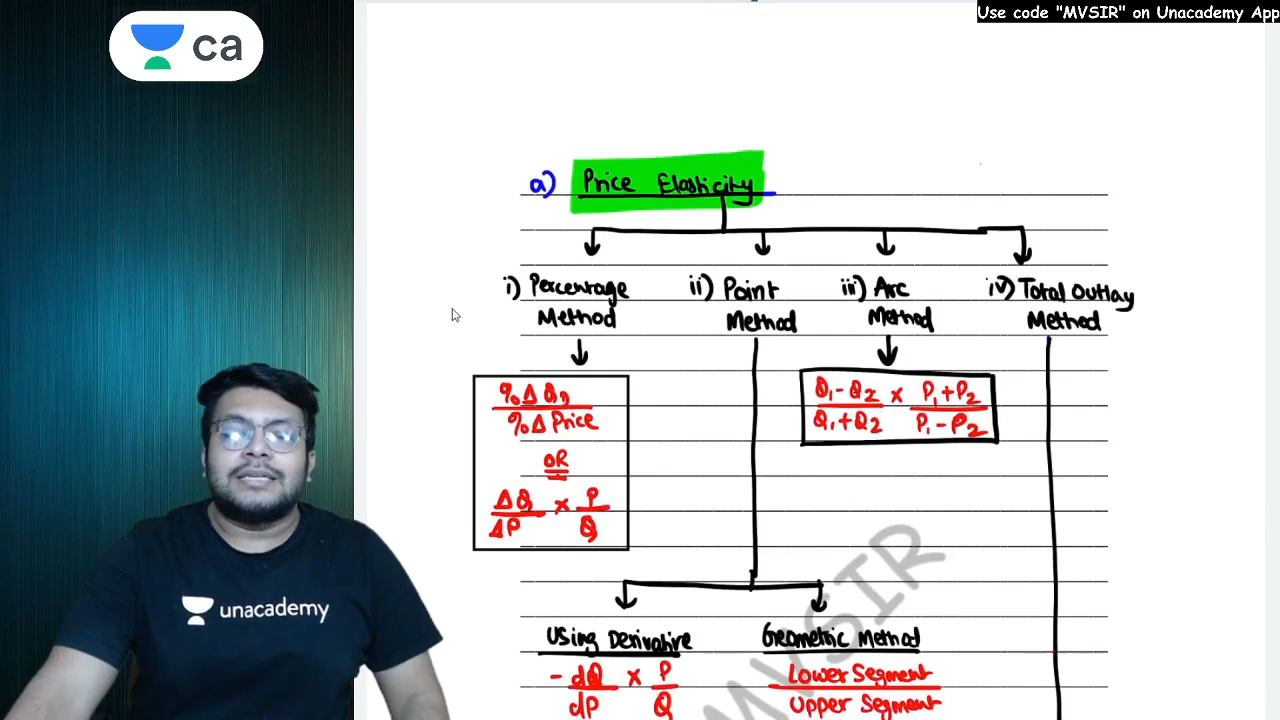 Use code "MVSIR" on Unacademy App
ca
a) Price Elasticity
i) Percentage Method
ii) Point Method
iii) Arc Method
iv) Total Outlay Method
%Δ QD
%Δ Price
OR
ΔQ × P
ΔP Q
Q1 - Q2 × P1 + P2
Q1 + Q2 P1 - P2
Using Derivative
- dQ × P
dP Q
Geometric Method
Lower Segment
Upper Segment
MVSIR
unacademy